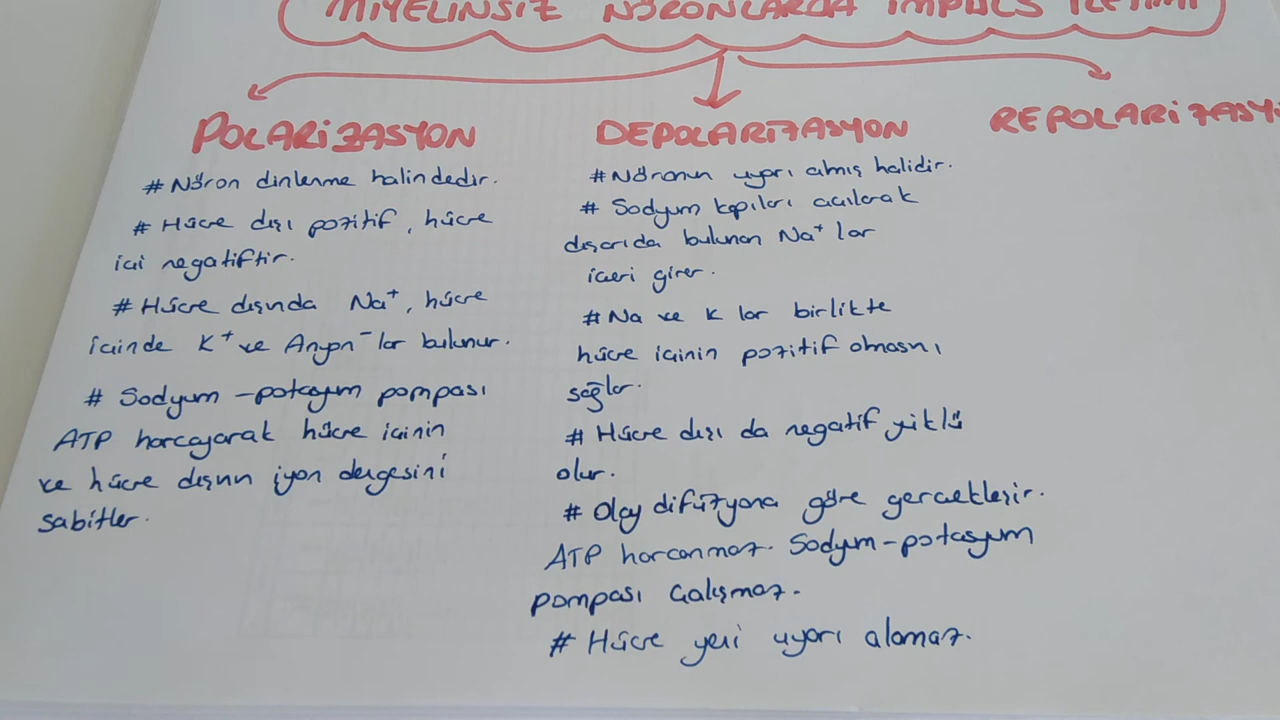 MİYELİNSİZ NÖRONLARDA İMPULS İLETİMİ
POLARİZASYON
# Nöron dinlenme halindedir.
# Hücre dışı pozitif, hücre
içi negatiftir.
# Hücre dışında Na⁺, hücre
içinde K⁺ ve Anyon⁻lar bulunur.
# Sodyum-potasyum pompası
ATP harcayarak hücre içinin
ve hücre dışının iyon dengesini
sabitler.
DEPOLARİZASYON
# Nöronun uyarı almış halidir.
# Sodyum kapıları açılarak
dışarıda bulunan Na⁺ lar
içeri girer.
# Na ve K lar birlikte
hücre içinin pozitif olmasını
sağlar.
# Hücre dışı da negatif yüklü
olur.
# Olay difüzyona göre gerçekleşir.
ATP harcanmaz. Sodyum-potasyum
pompası çalışmaz.
# Hücre yeni uyarı alamaz.
REPOLARİZASY